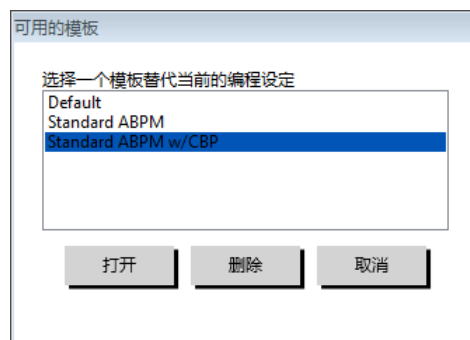 可用的模板
选择一个模板替代当前的编程设定
Default
Standard ABPM
Standard ABPM w/CBP
打开 删除 取消